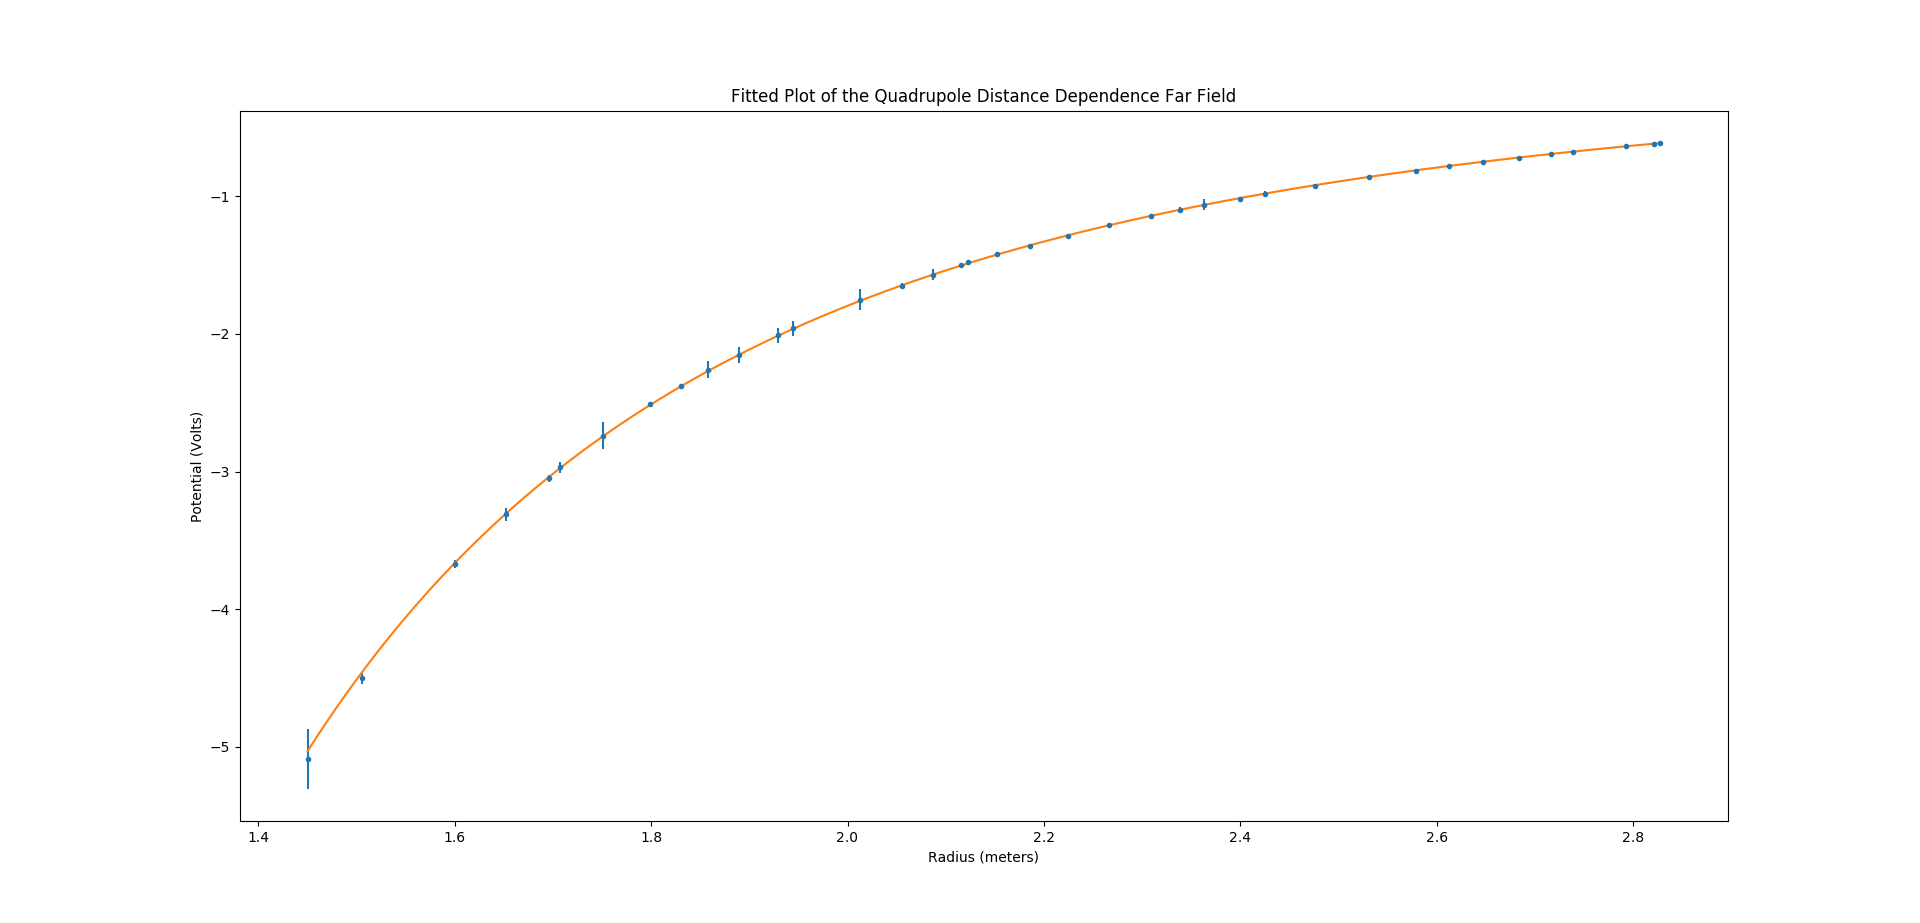 Fitted Plot of the Quadrupole Distance Dependence Far Field
Potential (Volts)
−1
−2
−3
−4
−5
1.4 1.6 1.8 2.0 2.2 2.4 2.6 2.8
Radius (meters)